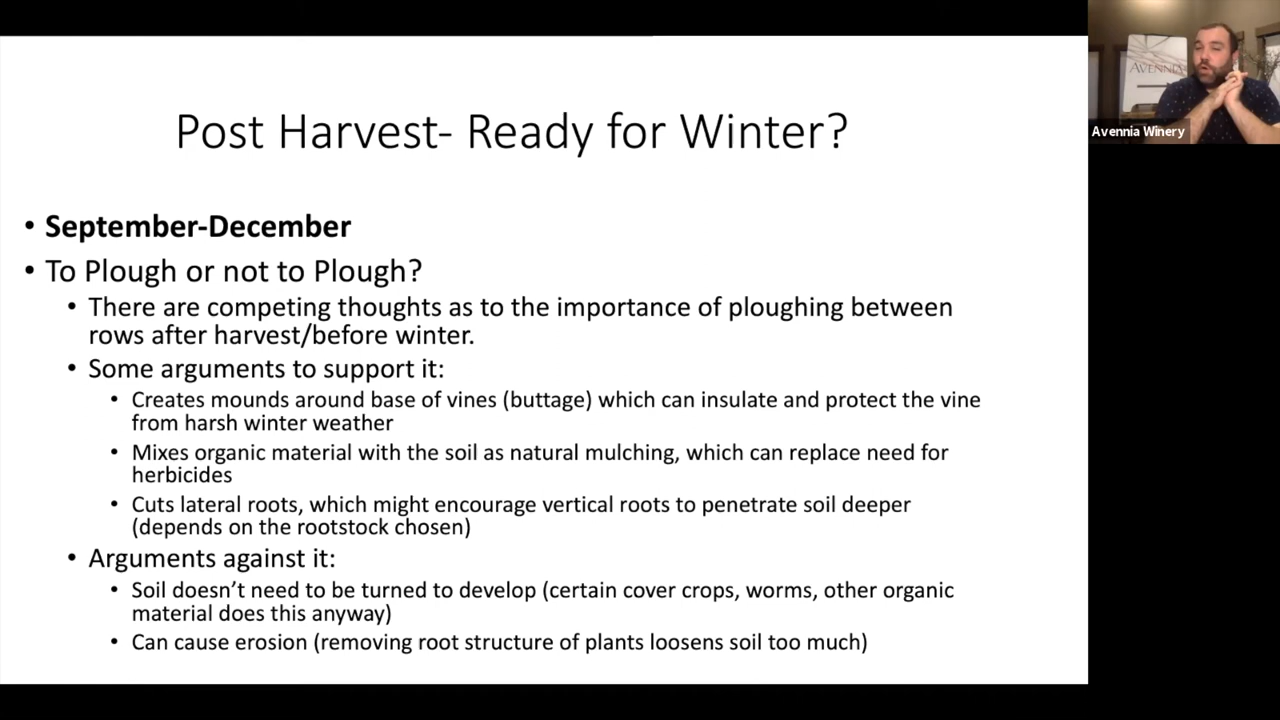 Post Harvest- Ready for Winter?
• September-December
• To Plough or not to Plough?
• There are competing thoughts as to the importance of ploughing between
rows after harvest/before winter.
• Some arguments to support it:
• Creates mounds around base of vines (buttage) which can insulate and protect the vine
from harsh winter weather
• Mixes organic material with the soil as natural mulching, which can replace need for
herbicides
• Cuts lateral roots, which might encourage vertical roots to penetrate soil deeper
(depends on the rootstock chosen)
• Arguments against it:
• Soil doesn’t need to be turned to develop (certain cover crops, worms, other organic
material does this anyway)
• Can cause erosion (removing root structure of plants loosens soil too much)
AVENNIA
Avennia Winery